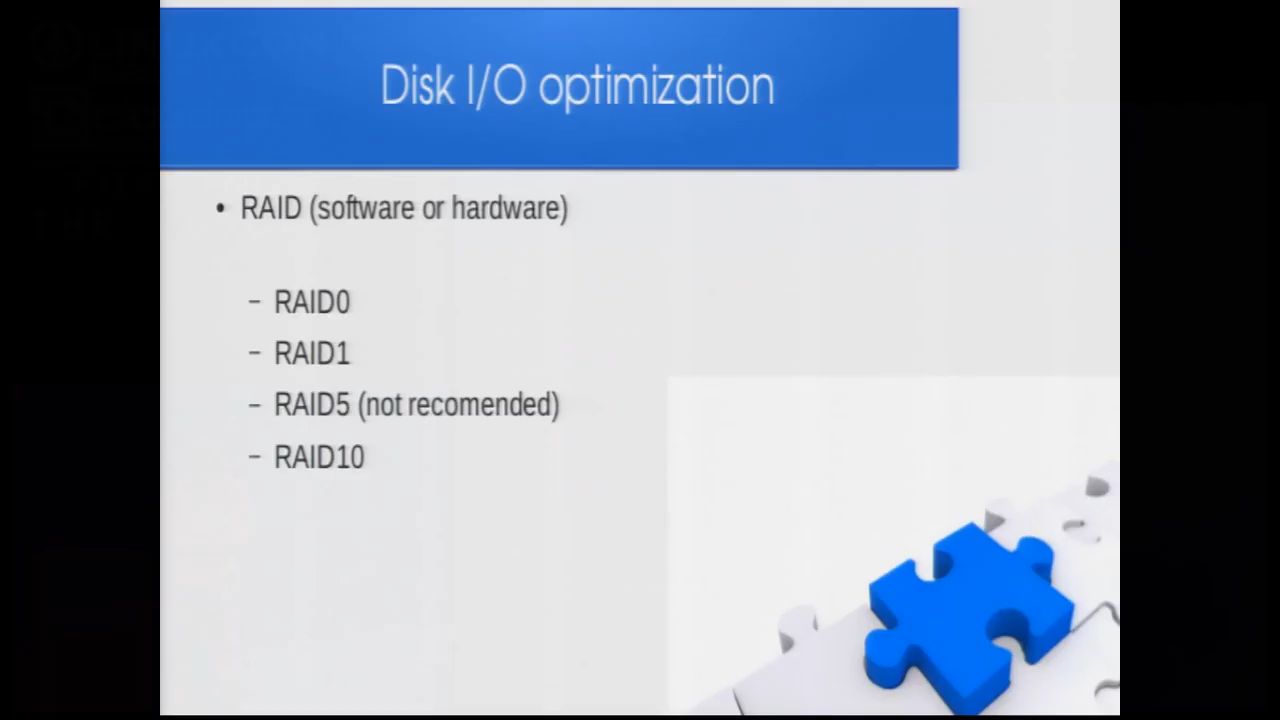 Disk I/O optimization
• RAID (software or hardware)
– RAID0
– RAID1
– RAID5 (not recomended)
– RAID10